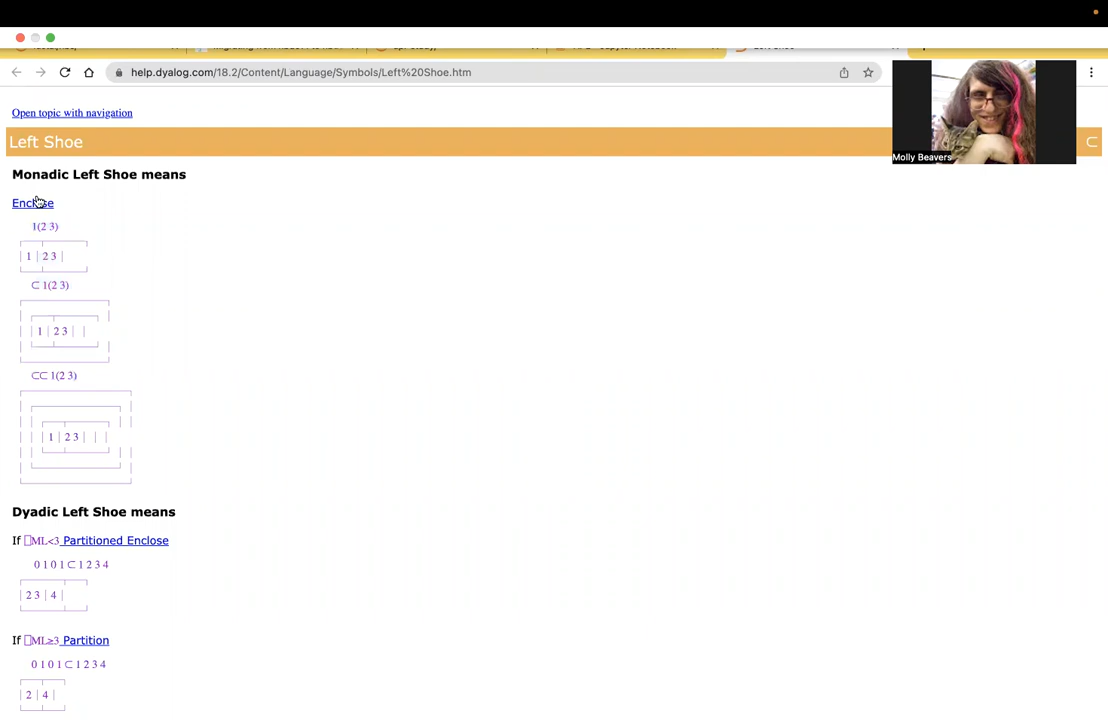 help.dyalog.com/18.2/Content/Language/Symbols/Left%20Shoe.htm
Open topic with navigation
Left Shoe ⊂
Molly Beavers
Monadic Left Shoe means
Enclose
1(2 3)
1 2 3
⊂ 1(2 3)
1 2 3
⊂⊂ 1(2 3)
1 2 3
Dyadic Left Shoe means
If ⎕ML<3 Partitioned Enclose
0 1 0 1 ⊂ 1 2 3 4
2 3 4
If ⎕ML≥3 Partition
0 1 0 1 ⊂ 1 2 3 4
2 4